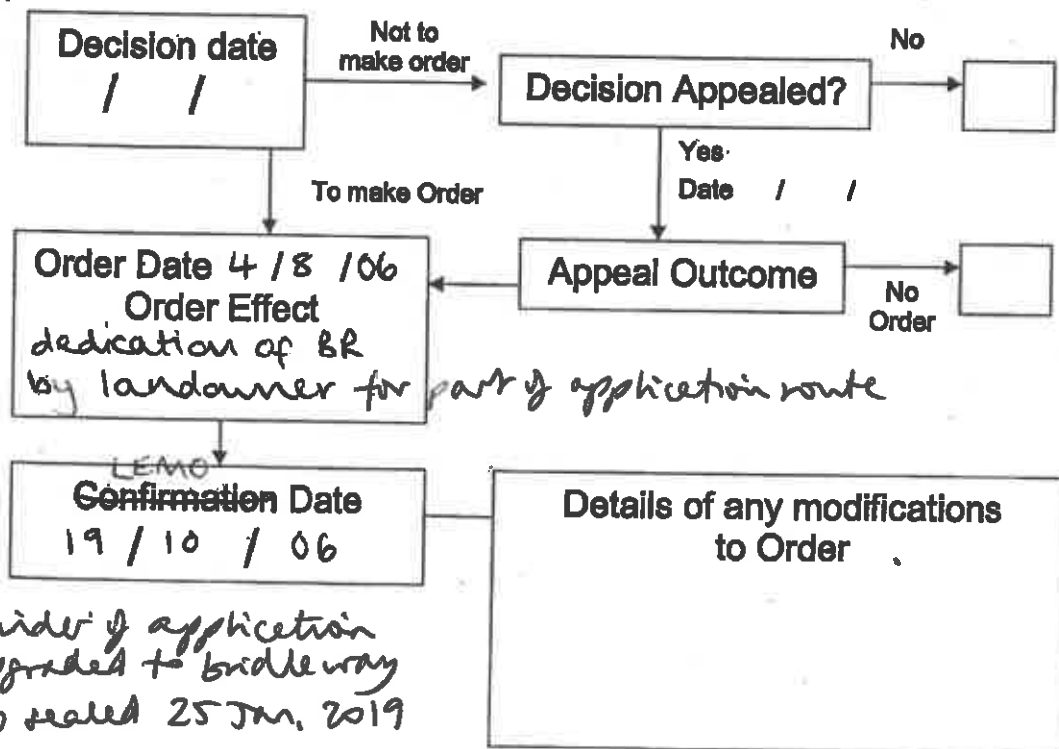 Decision date
/ /
Not to
make order
Decision Appealed?
No
To make Order
Yes
Date / /
Order Date 4 / 8 / 06
Order Effect
dedication of BR
by landowner for part of application route
Appeal Outcome
No
Order
LEMO
Confirmation Date
19 / 10 / 06
Details of any modifications
to Order
of application
to bridleway
sealed 25 Jan, 2019